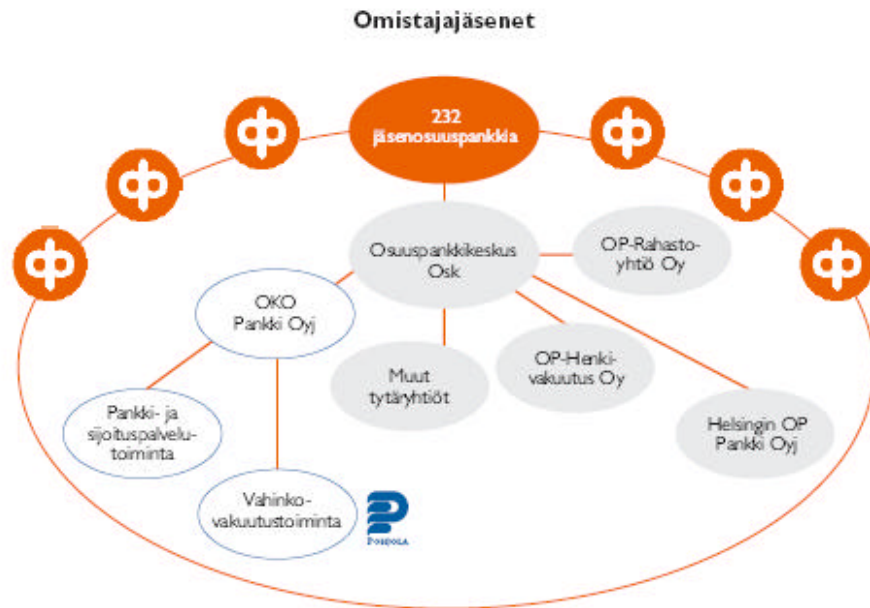 Omistajajäsenet
232
jäsenosuuspankkia
Osuuspankkikeskus
Osk
OP-Rahasto-
yhtiö Oy
OKO
Pankki Oyj
Muut
tytäryhtiöt
OP-Henki-
vakuutus Oy
Pankki- ja
sijoituspalvelu-
toiminta
Helsingin OP
Pankki Oyj
Vahinko-
vakuutustoiminta
POHJOLA